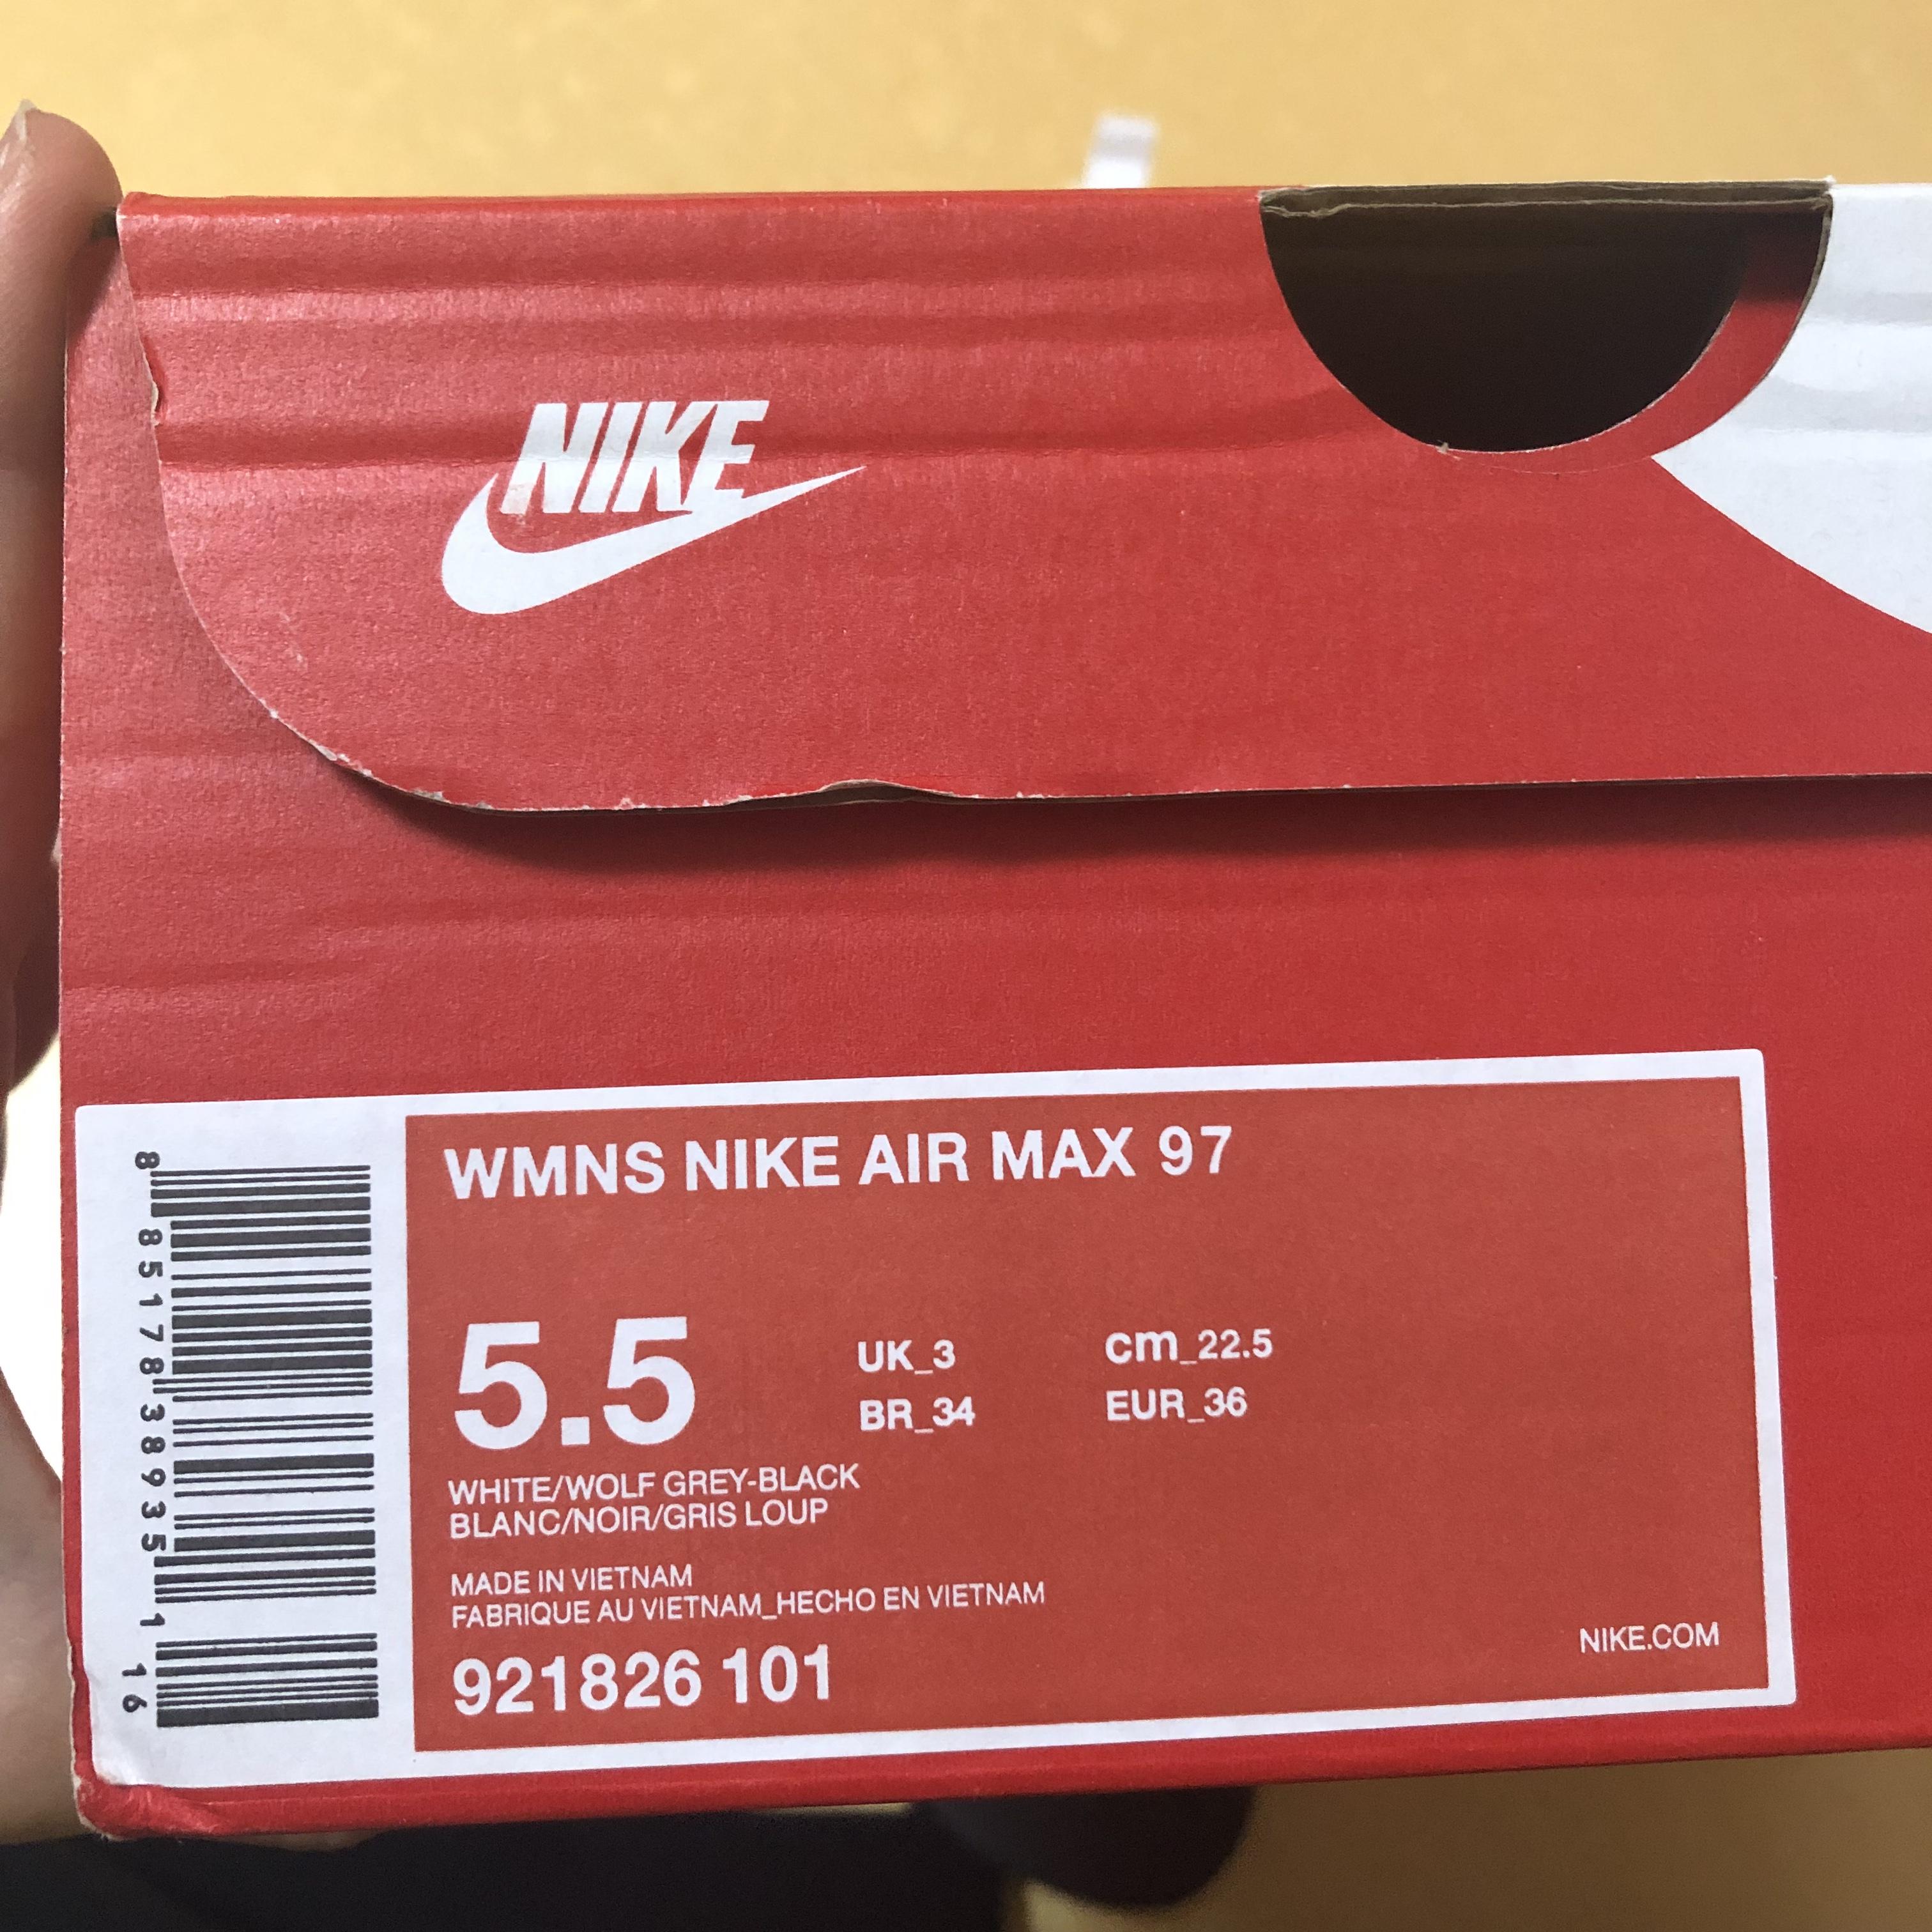 NIKE
WMNS NIKE AIR MAX 97
5.5
UK_3
cm_22.5
BR_34
EUR_36
WHITE/WOLF GREY-BLACK
BLANC/NOIR/GRIS LOUP
MADE IN VIETNAM
FABRIQUE AU VIETNAM_HECHO EN VIETNAM
921826 101
NIKE.COM
8 85178 38935 1 16